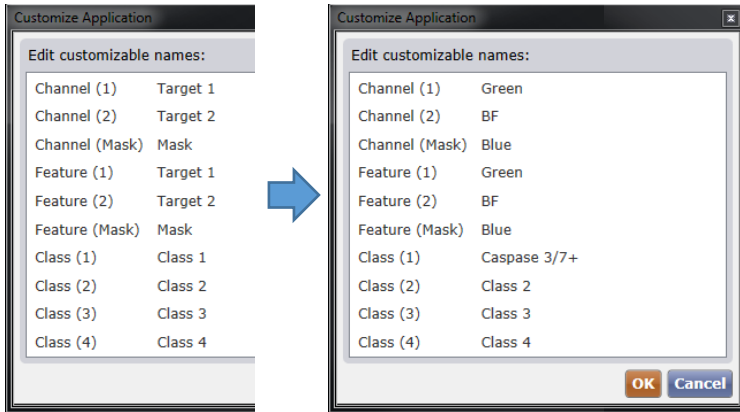 Customize Application
Edit customizable names:
Channel (1) Target 1
Channel (2) Target 2
Channel (Mask) Mask
Feature (1) Target 1
Feature (2) Target 2
Feature (Mask) Mask
Class (1) Class 1
Class (2) Class 2
Class (3) Class 3
Class (4) Class 4
Customize Application
Edit customizable names:
Channel (1) Green
Channel (2) BF
Channel (Mask) Blue
Feature (1) Green
Feature (2) BF
Feature (Mask) Blue
Class (1) Caspase 3/7+
Class (2) Class 2
Class (3) Class 3
Class (4) Class 4
OK Cancel